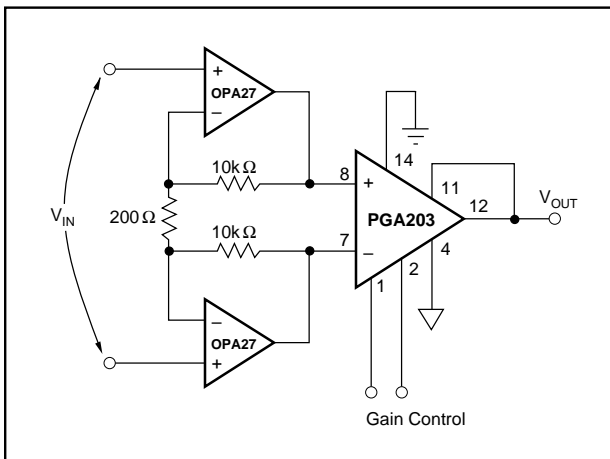 +
OPA27
–
10kΩ
8
+
14
11
V_IN
200Ω
PGA203
12
V_OUT
10kΩ
7
–
4
1
2
–
OPA27
+
Gain Control